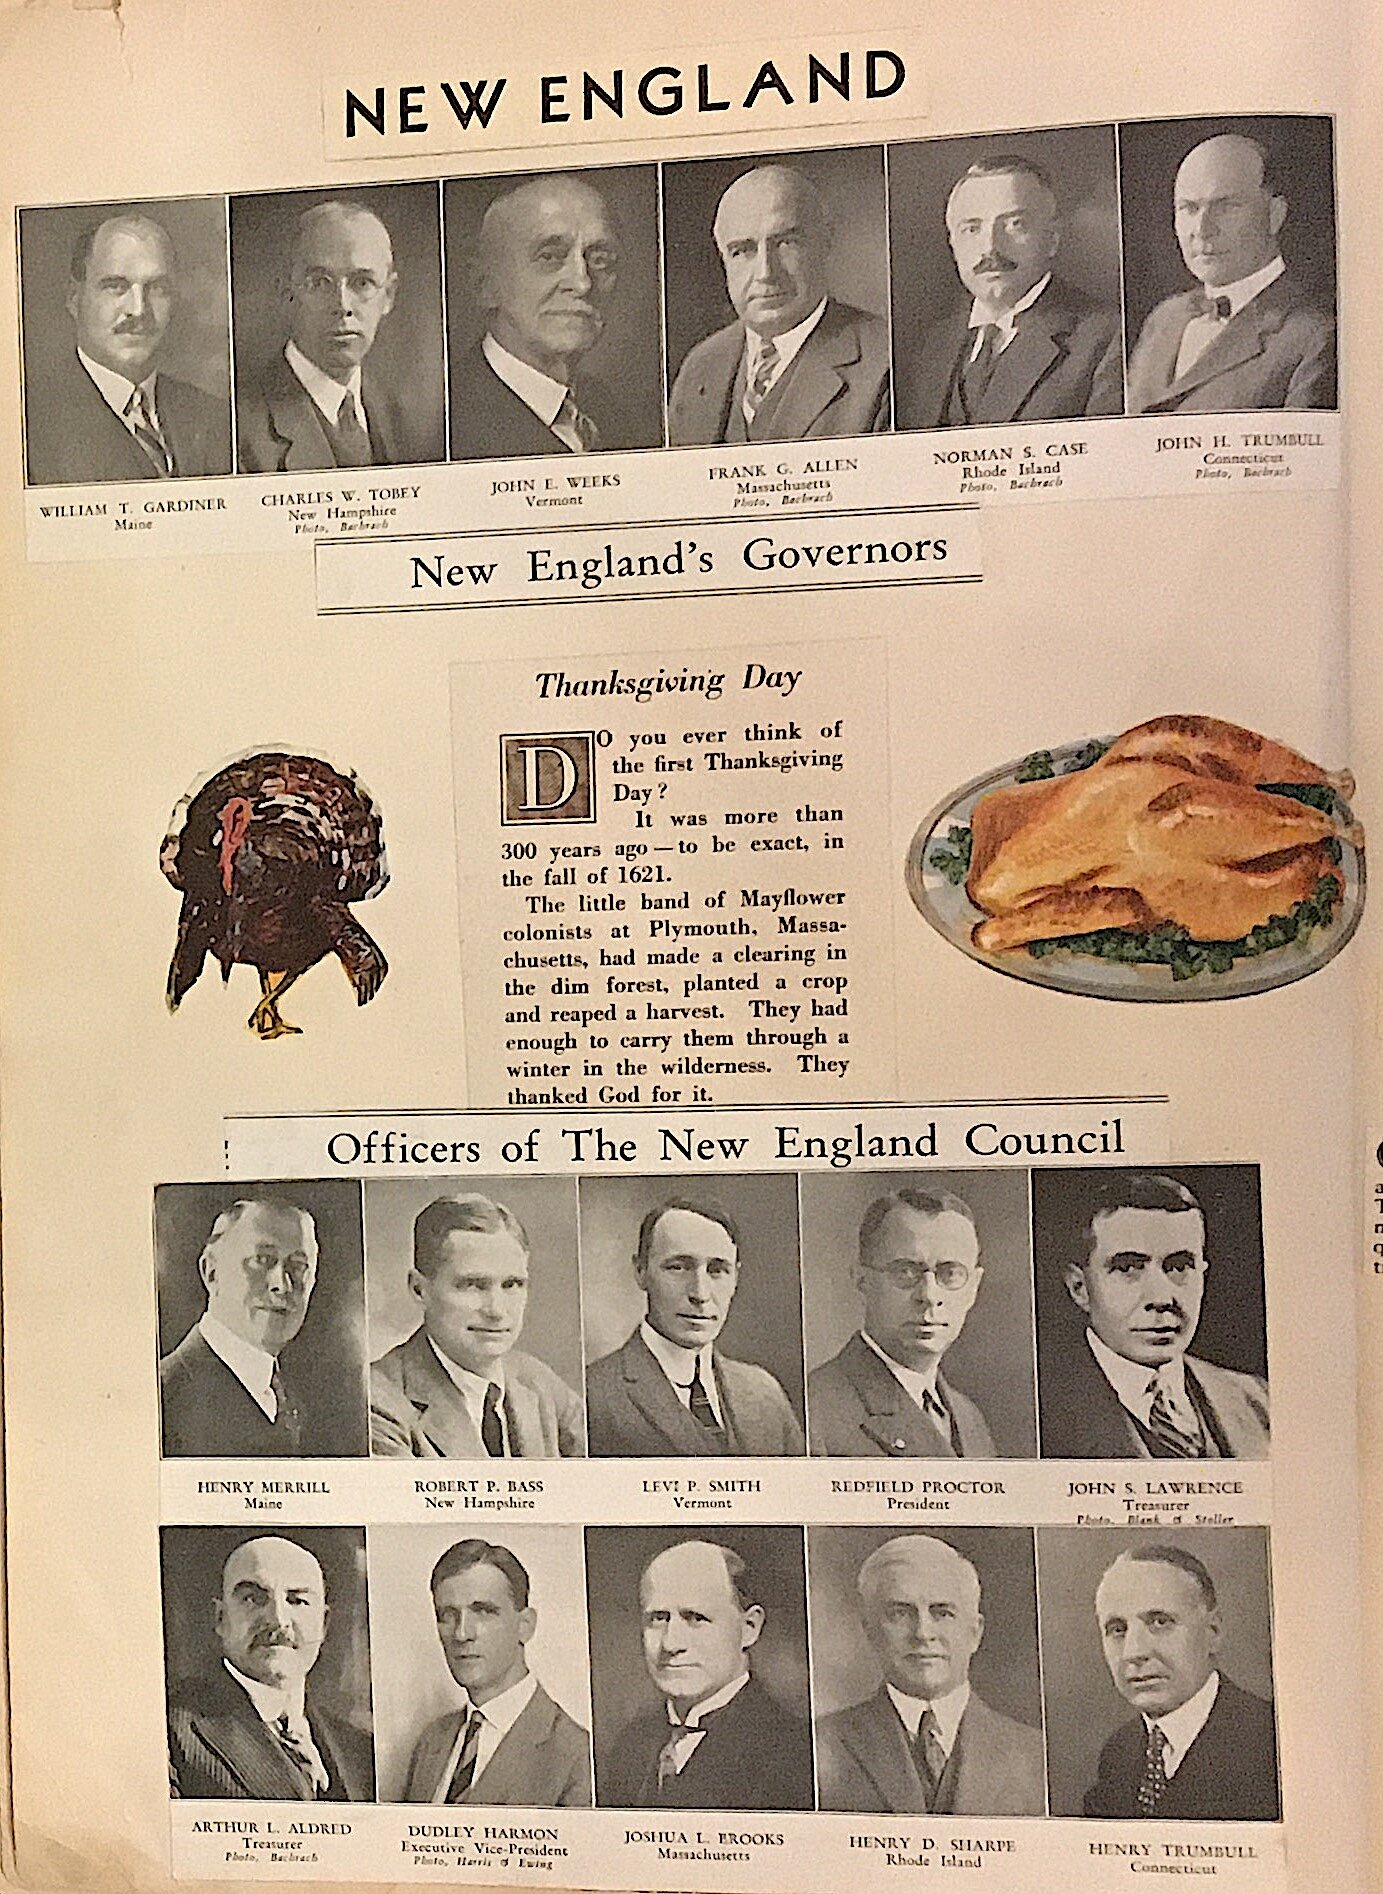 NEW ENGLAND
WILLIAM T. GARDINER
Maine
CHARLES W. TOBEY
New Hampshire
Photo, Bachrach
JOHN E. WEEKS
Vermont
FRANK G. ALLEN
Massachusetts
Photo, Bachrach
NORMAN S. CASE
Rhode Island
Photo, Bachrach
JOHN H. TRUMBULL
Connecticut
Photo, Bachrach
New England's Governors
Thanksgiving Day
DO you ever think of
the first Thanksgiving
Day?
It was more than
300 years ago — to be exact, in
the fall of 1621.
The little band of Mayflower
colonists at Plymouth, Massa-
chusetts, had made a clearing in
the dim forest, planted a crop
and reaped a harvest. They had
enough to carry them through a
winter in the wilderness. They
thanked God for it.
Officers of The New England Council
HENRY MERRILL
Maine
ROBERT P. BASS
New Hampshire
LEVI P. SMITH
Vermont
REDFIELD PROCTOR
President
JOHN S. LAWRENCE
Treasurer
Photo, Blank & Stoller
ARTHUR L. ALDRED
Treasurer
Photo, Bachrach
DUDLEY HARMON
Executive Vice-President
Photo, Harris & Ewing
JOSHUA L. BROOKS
Massachusetts
HENRY D. SHARPE
Rhode Island
HENRY TRUMBULL
Connecticut